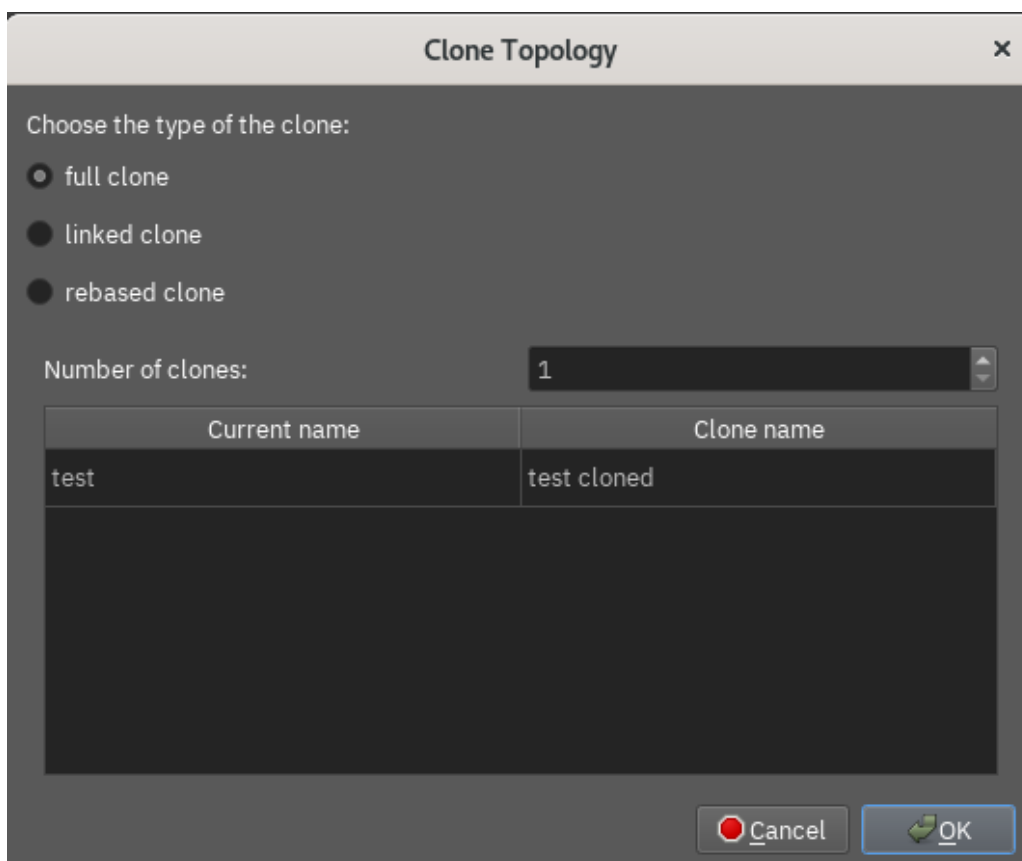 Clone Topology
Choose the type of the clone:
full clone
linked clone
rebased clone
Number of clones: 1
Current name Clone name
test test cloned
Cancel OK